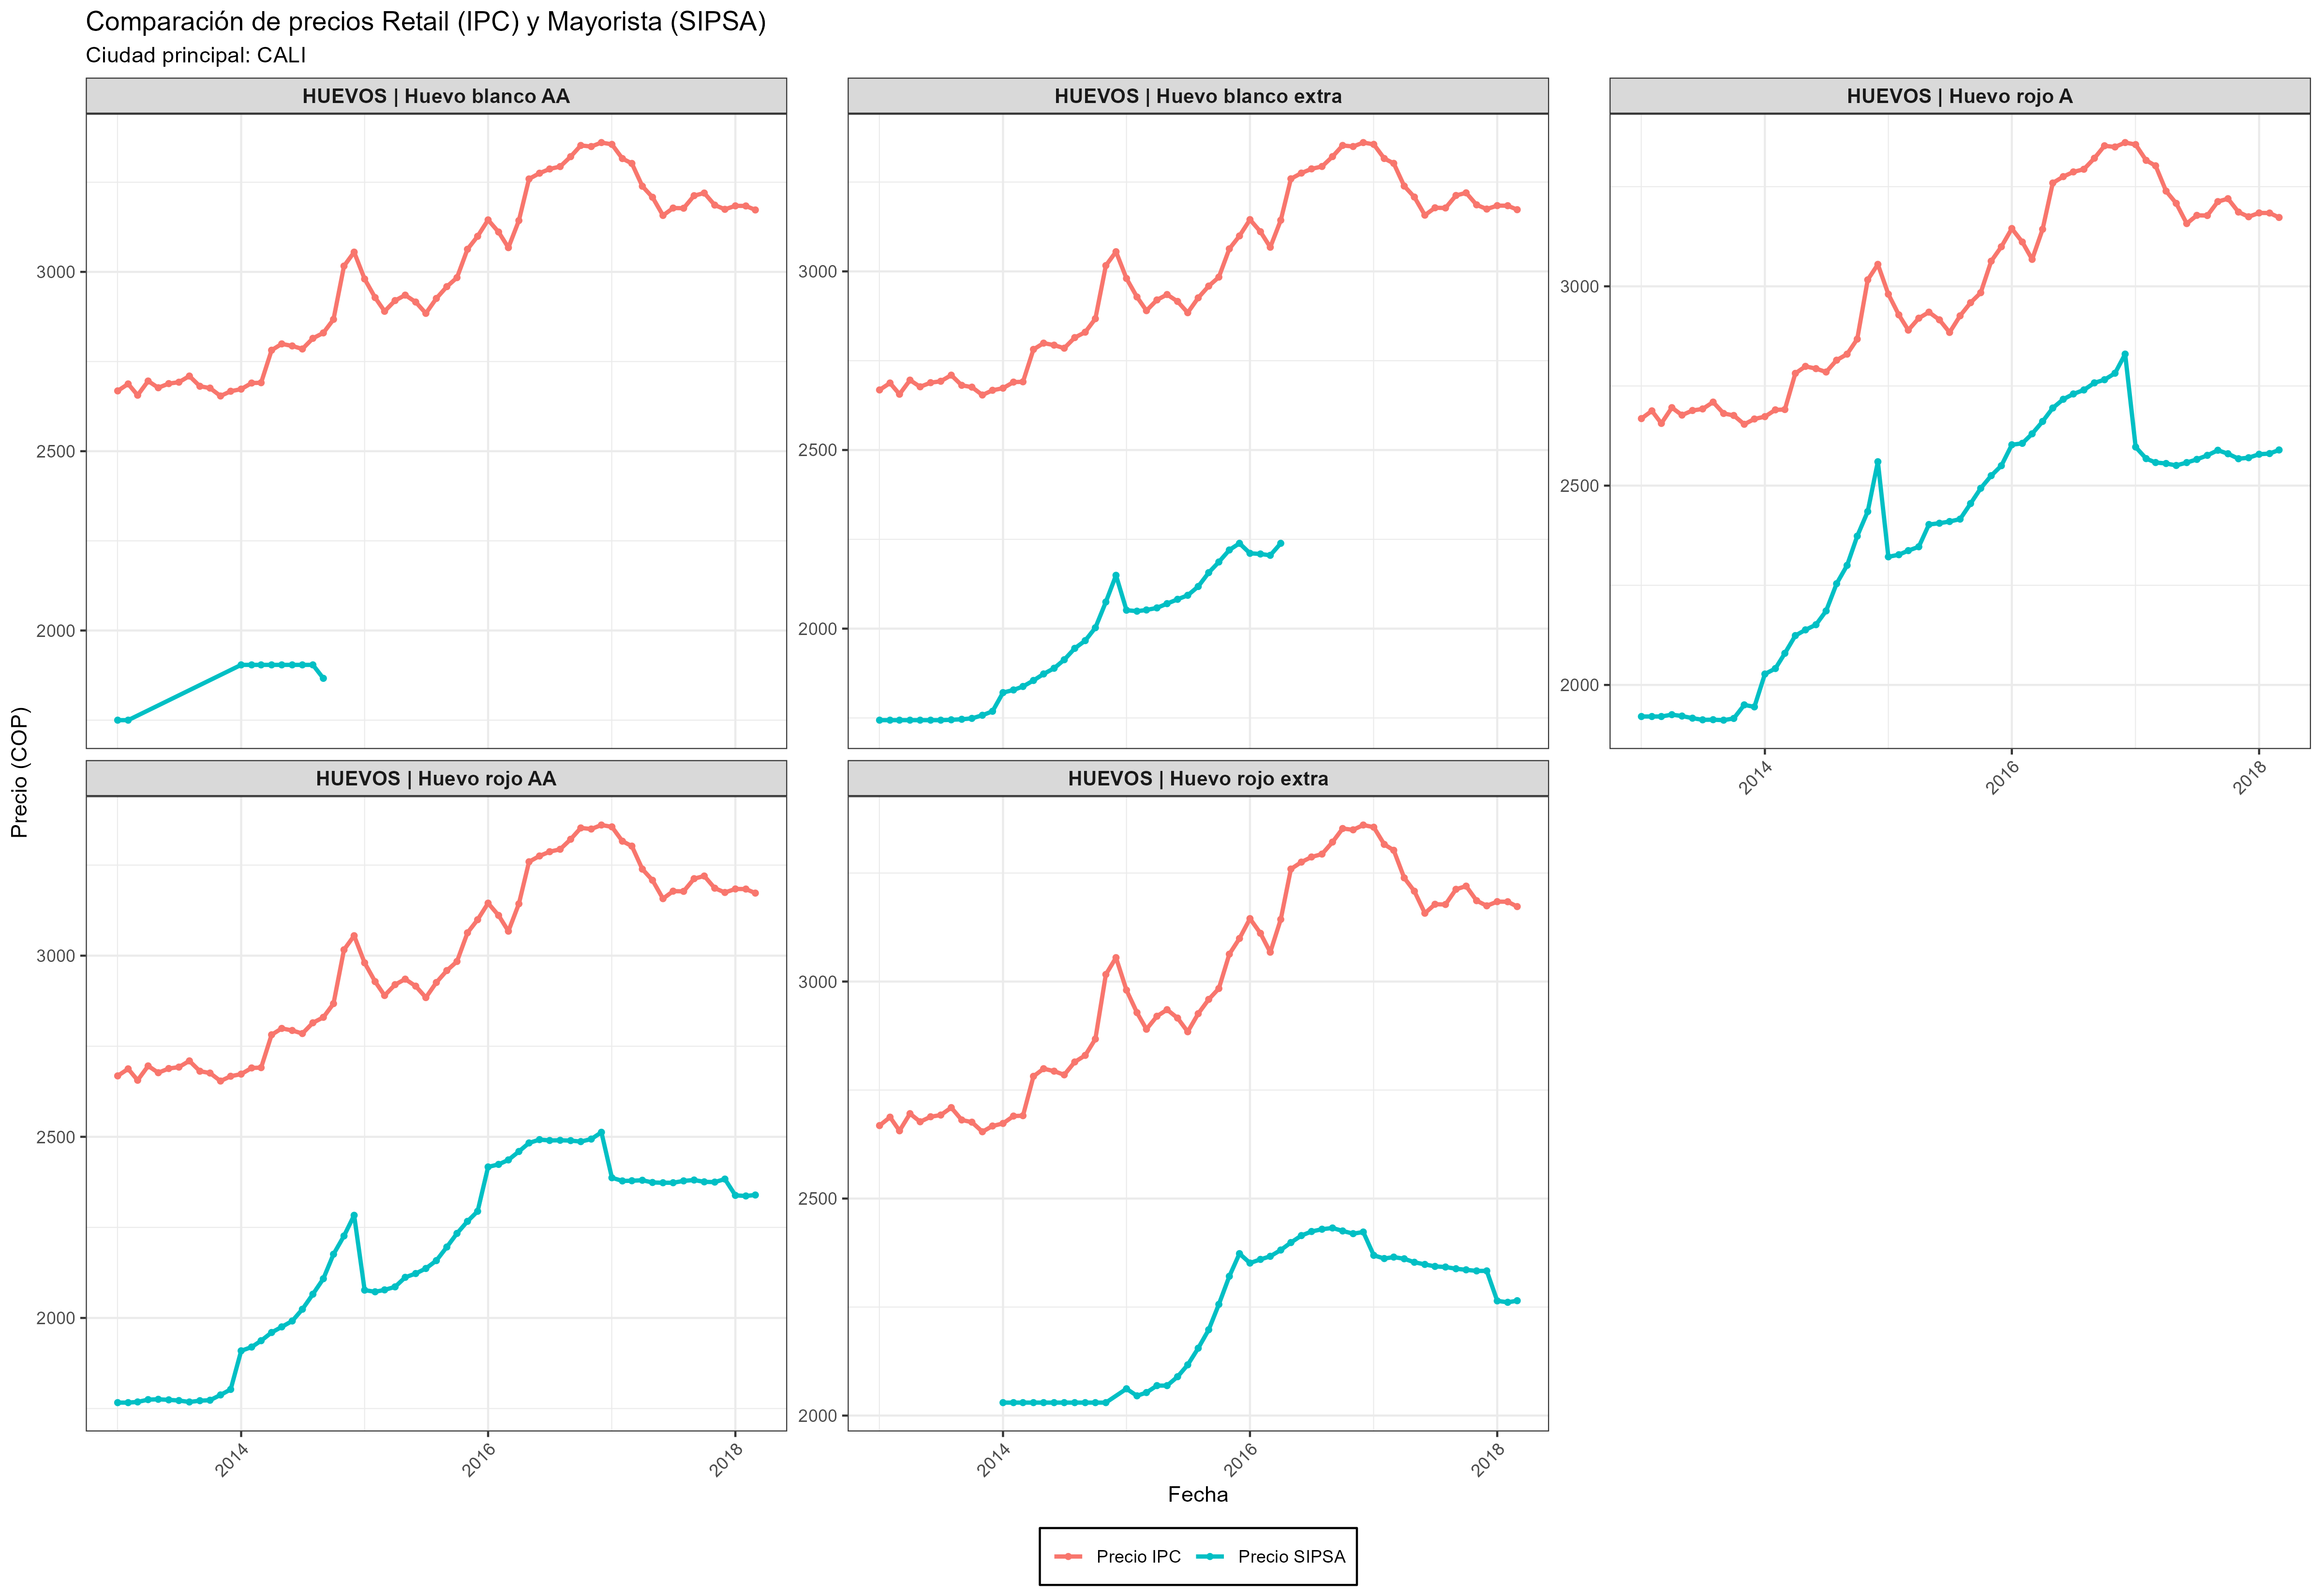 Comparación de precios Retail (IPC) y Mayorista (SIPSA)
Ciudad principal: CALI
HUEVOS | Huevo blanco AA
HUEVOS | Huevo blanco extra
HUEVOS | Huevo rojo A
3000
2500
2000
3000
2500
2000
3000
2500
2000
2014
2016
2018
Precio (COP)
HUEVOS | Huevo rojo AA
HUEVOS | Huevo rojo extra
3000
2500
2000
3000
2500
2000
2014
2016
2018
2014
2016
2018
Fecha
Precio IPC
Precio SIPSA